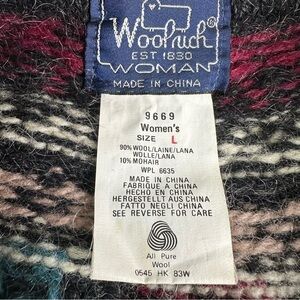 Woolrich
EST 1830
WOMAN
MADE IN CHINA
9669
Women's
SIZE L
90% WOOL/LAINE/LANA
WOLLE/LANA
10% MOHAIR
WPL 6635
MADE IN CHINA
FABRIQUE A CHINA
HECHO EN CHINA
HERGESTELLT AUS CHINA
FATTO NEGLI CHINA
SEE REVERSE FOR CARE
All Pure
Wool
0545 HK 83W